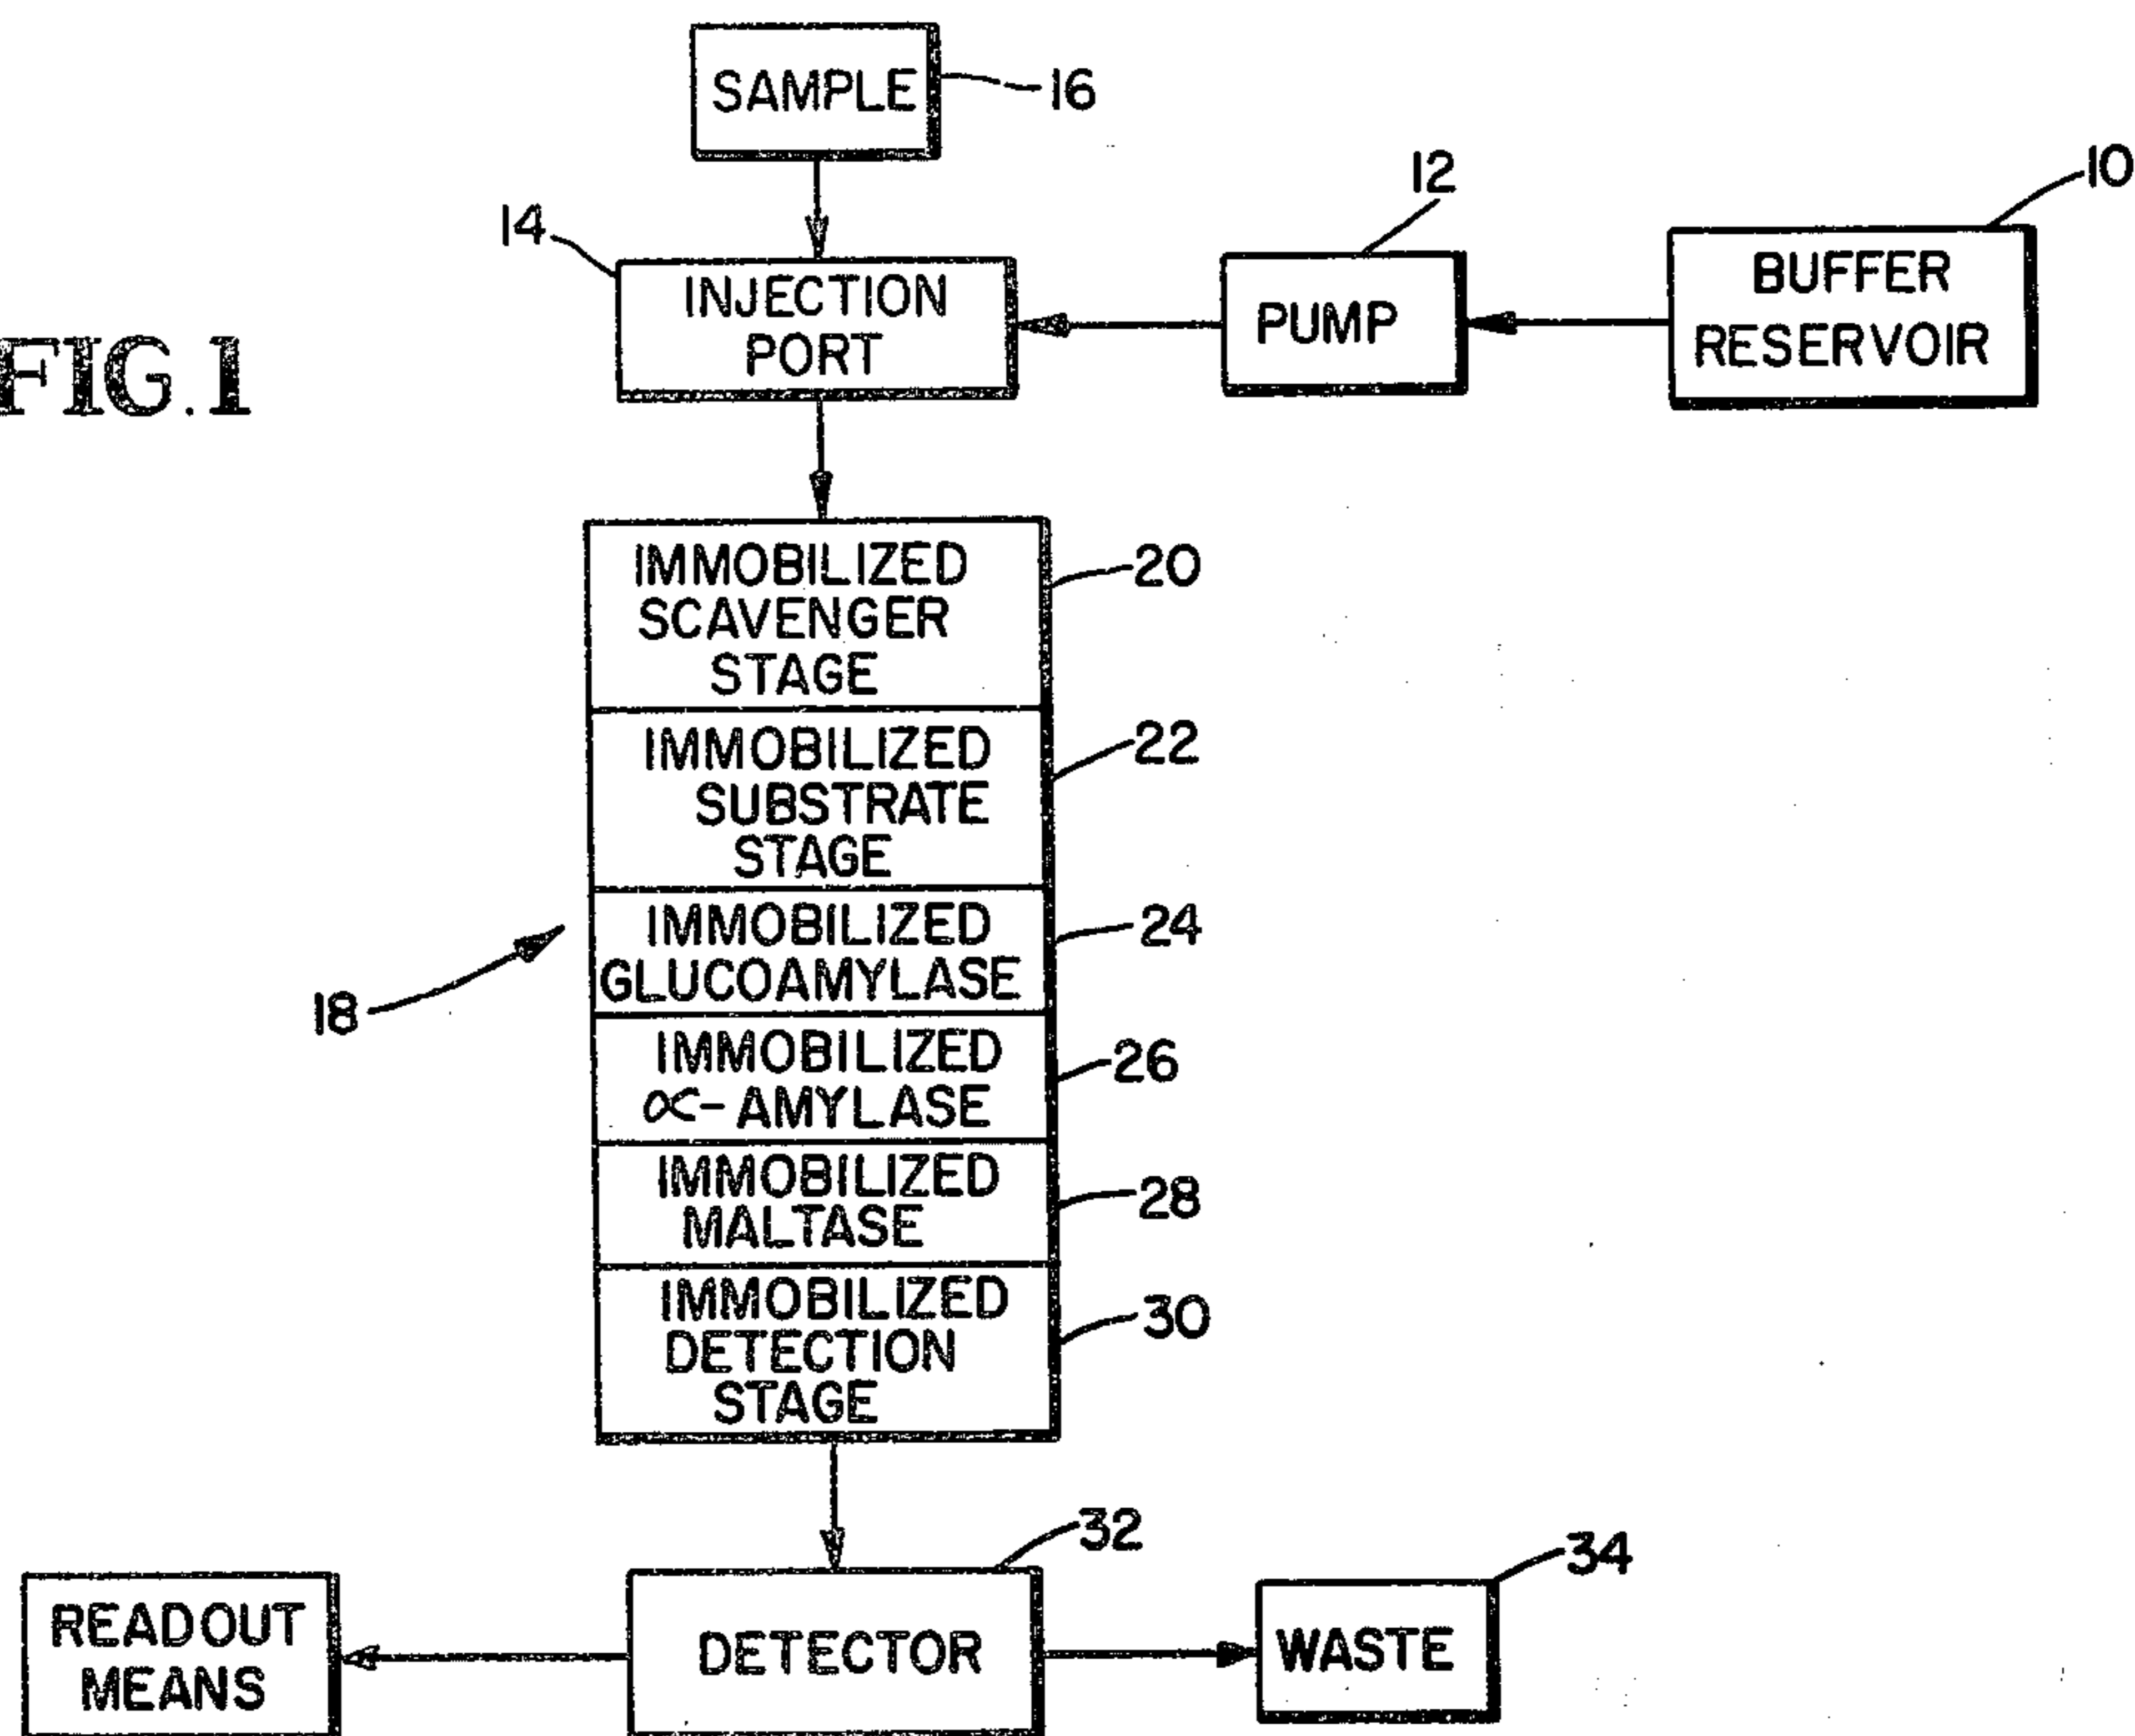 SAMPLE
16
10
12
14
INJECTION
PORT
PUMP
BUFFER
RESERVOIR
FIG.1
IMMOBILIZED
SCAVENGER
STAGE
20
IMMOBILIZED
SUBSTRATE
STAGE
22
IMMOBILIZED
GLUCOAMYLASE
24
18
IMMOBILIZED
∝-AMYLASE
26
IMMOBILIZED
MALTASE
28
IMMOBILIZED
DETECTION
STAGE
30
32
34
READOUT
MEANS
DETECTOR
WASTE